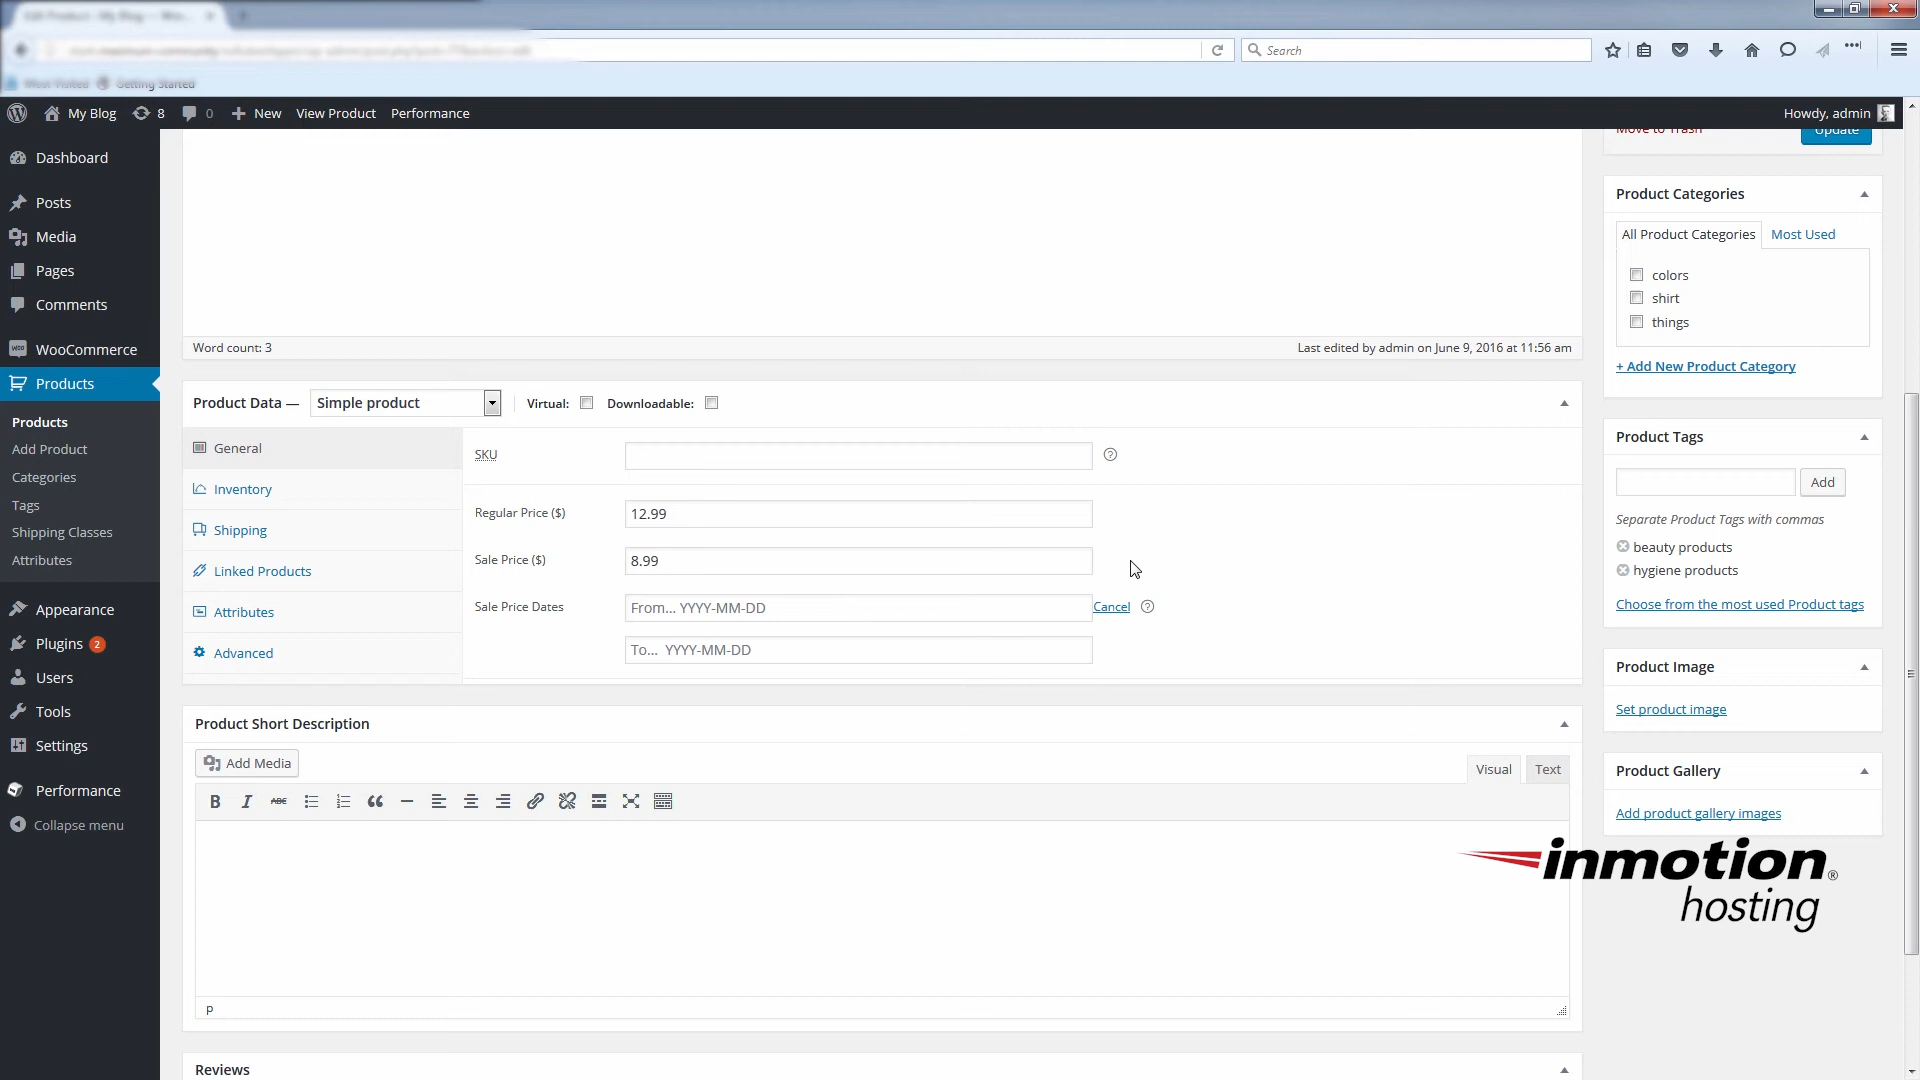 Search
My Blog
8
0
New
View Product
Performance
Howdy, admin
Dashboard
Posts
Media
Pages
Comments
WooCommerce
Products
Products
Add Product
Categories
Tags
Shipping Classes
Attributes
Appearance
Plugins 2
Users
Tools
Settings
Performance
Collapse menu
Word count: 3
Last edited by admin on June 9, 2016 at 11:56 am
Product Data —
Simple product
Virtual:
Downloadable:
General
Inventory
Shipping
Linked Products
Attributes
Advanced
SKU
Regular Price ($)
12.99
Sale Price ($)
8.99
Sale Price Dates
From... YYYY-MM-DD
Cancel
To... YYYY-MM-DD
Product Short Description
Add Media
Visual
Text
B I ABC
p
Reviews
Move to Trash
Update
Product Categories
All Product Categories
Most Used
colors
shirt
things
+ Add New Product Category
Product Tags
Add
Separate Product Tags with commas
beauty products
hygiene products
Choose from the most used Product tags
Product Image
Set product image
Product Gallery
Add product gallery images
inmotion®
hosting